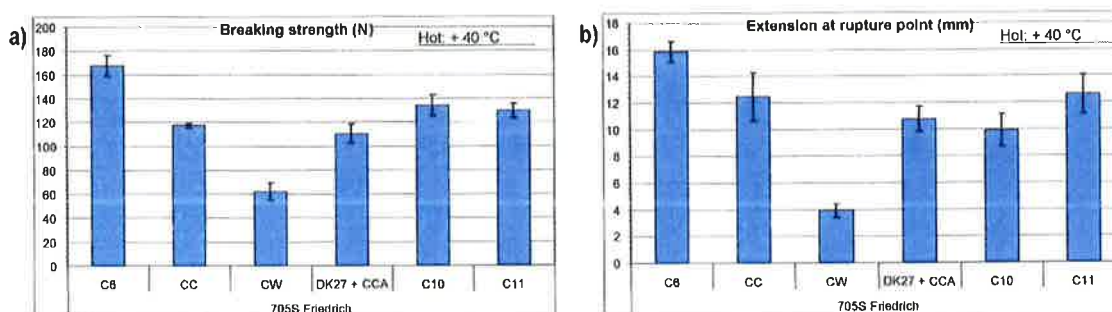 a)
Breaking strength (N)
Hot: + 40 °C
200
180
160
140
120
100
80
60
40
20
0
C6 CC CW DK27 + CCA C10 C11
705S Friedrich
b)
Extension at rupture point (mm)
Hot: + 40 °C
18
16
14
12
10
8
6
4
2
0
C6 CC CW DK27 + CCA C10 C11
705S Friedrich